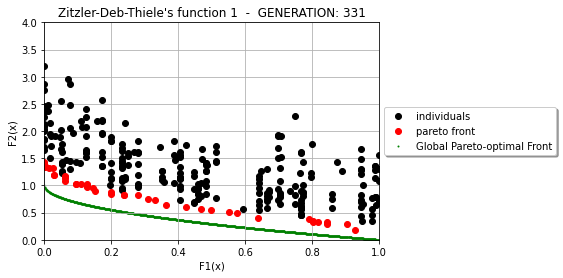 Zitzler-Deb-Thiele's function 1 - GENERATION: 331
4.0
3.5
3.0
2.5
2.0
1.5
1.0
0.5
0.0
F2(x)
0.0 0.2 0.4 0.6 0.8 1.0
F1(x)
individuals
pareto front
Global Pareto-optimal Front